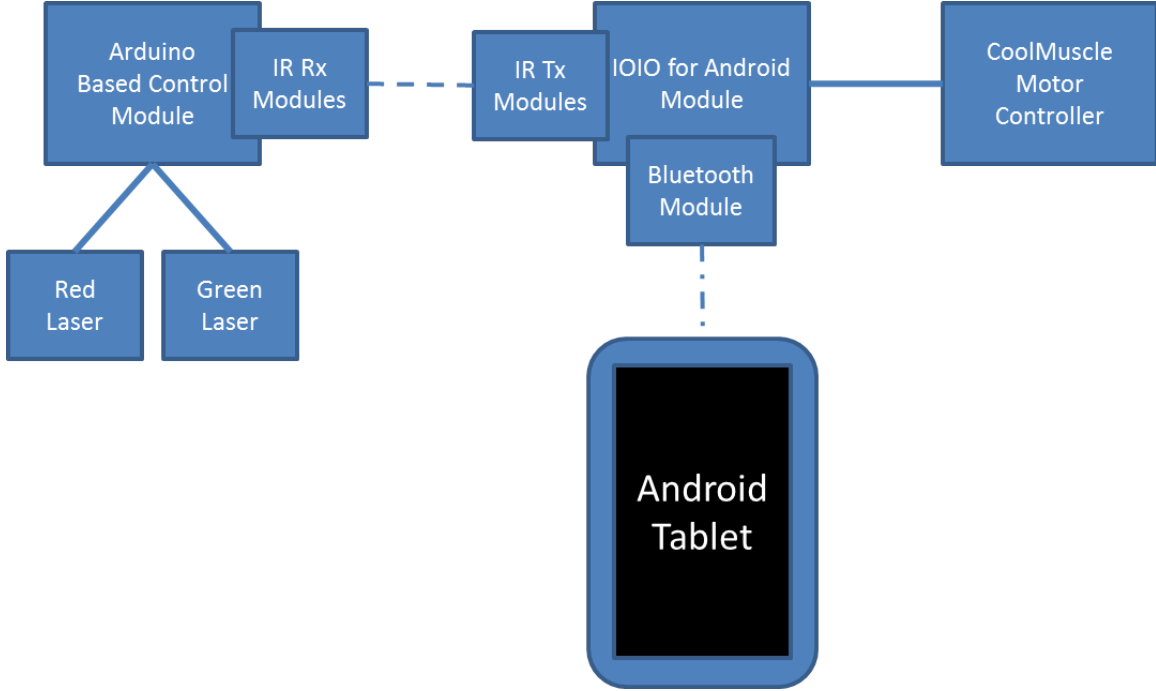 Arduino
Based Control
Module
IR Rx
Modules
IR Tx
Modules
IOIO for Android
Module
CoolMuscle
Motor
Controller
Bluetooth
Module
Red
Laser
Green
Laser
Android
Tablet